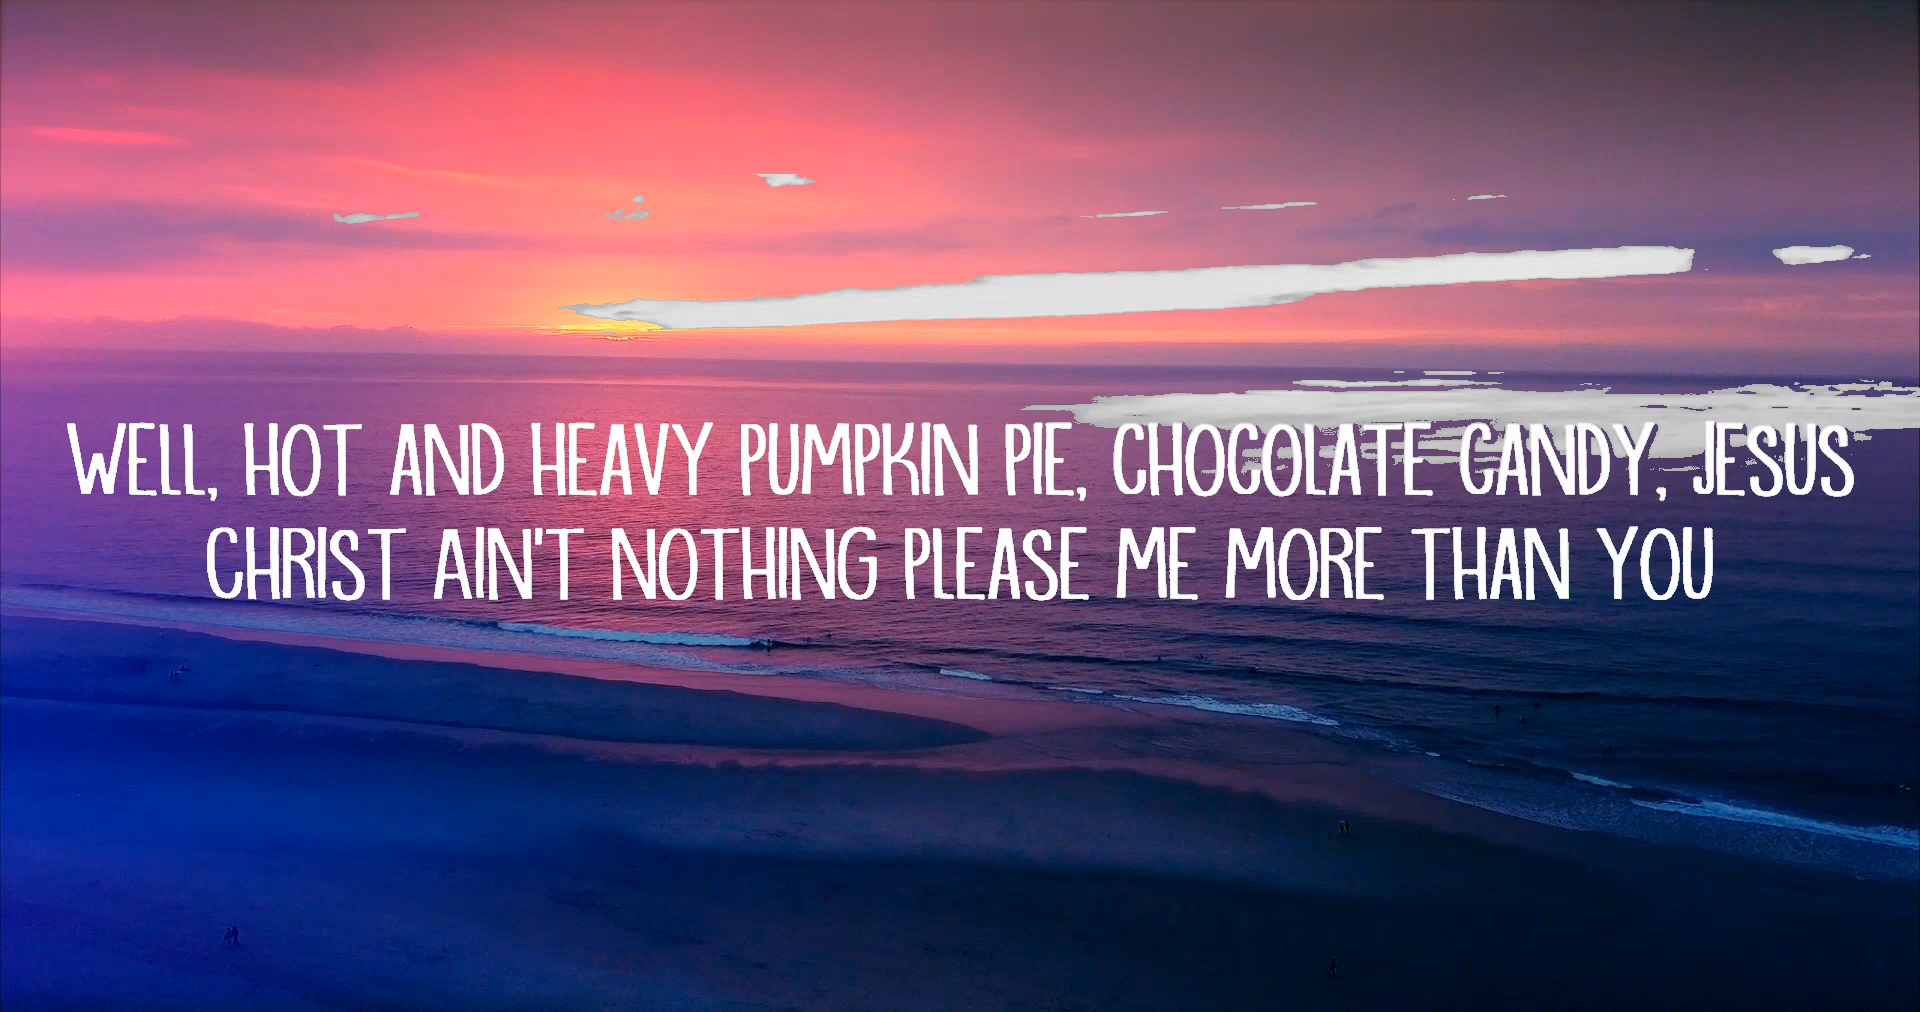 WELL, HOT AND HEAVY PUMPKIN PIE, CHOCOLATE CANDY, JESUS
CHRIST AIN'T NOTHING PLEASE ME MORE THAN YOU